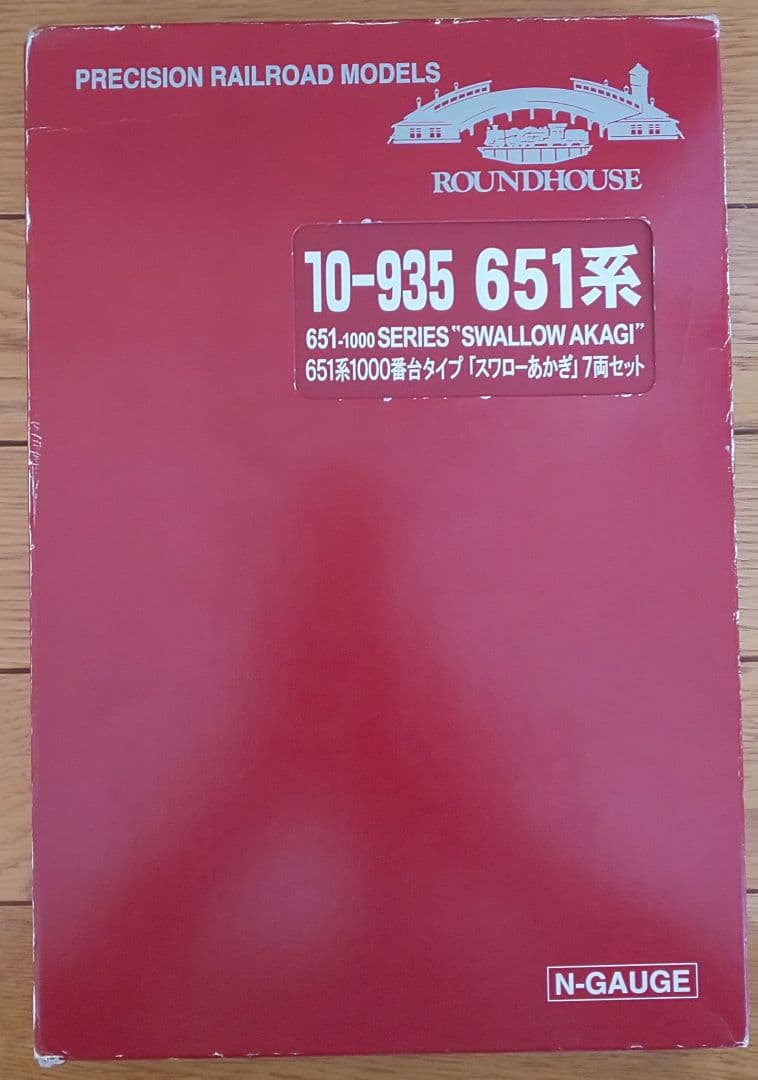 PRECISION RAILROAD MODELS
ROUNDHOUSE
10-935 651系
651-1000 SERIES "SWALLOW AKAGI"
651系1000番台タイプ「スワローあかぎ」7両セット
N-GAUGE